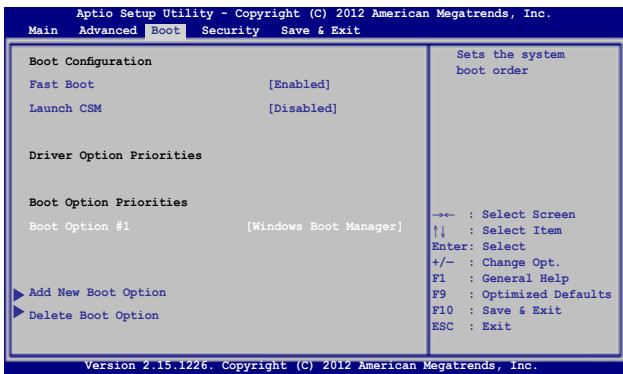 Aptio Setup Utility - Copyright (C) 2012 American Megatrends, Inc.
Main Advanced Boot Security Save & Exit
Boot Configuration
Fast Boot [Enabled]
Launch CSM [Disabled]
Driver Option Priorities
Boot Option Priorities
Boot Option #1 [Windows Boot Manager]
Add New Boot Option
Delete Boot Option
Sets the system
boot order
→← : Select Screen
↑↓ : Select Item
Enter: Select
+/— : Change Opt.
F1 : General Help
F9 : Optimized Defaults
F10 : Save & Exit
ESC : Exit
Version 2.15.1226. Copyright (C) 2012 American Megatrends, Inc.